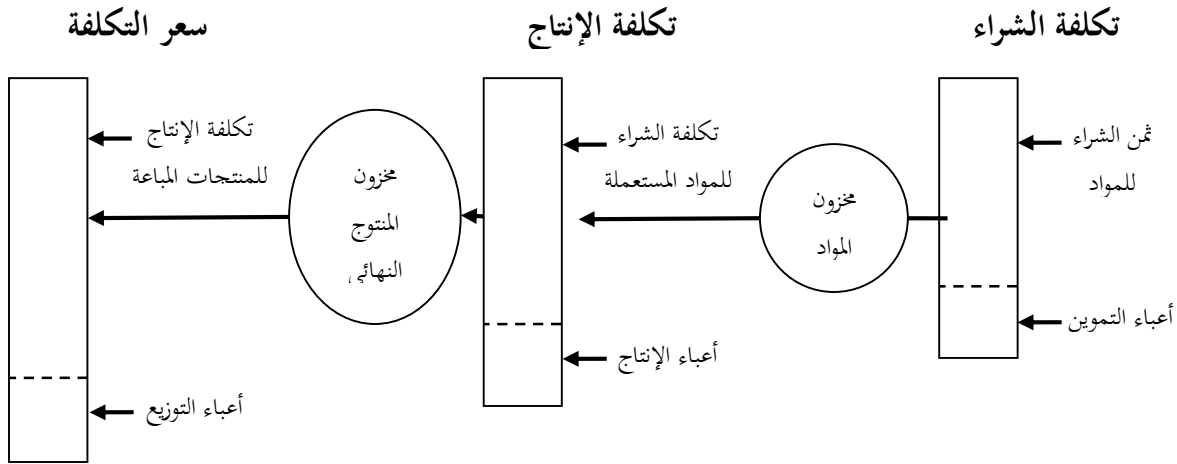 تكلفة الشراء
تكلفة الإنتاج
سعر التكلفة
ثمن الشراء
للمواد
أعباء التموين
مخزون
المواد
تكلفة الشراء
للمواد المستعملة
أعباء الإنتاج
مخزون
المنتوج
النهائي
تكلفة الإنتاج
للمنتجات المباعة
أعباء التوزيع